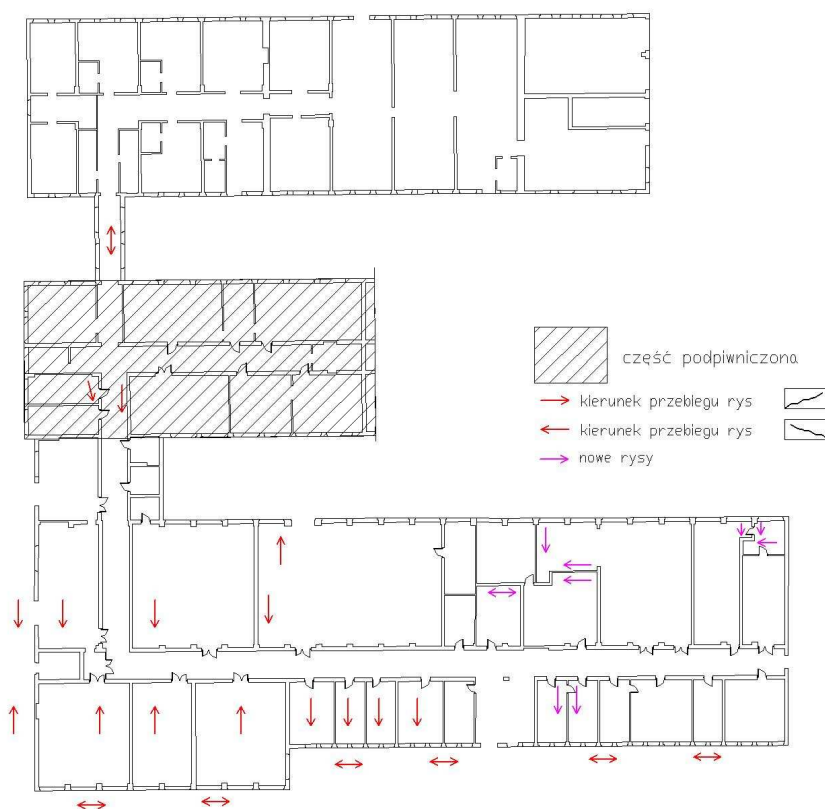 część podpiwniczona
kierunek przebiegu rys
kierunek przebiegu rys
nowe rysy